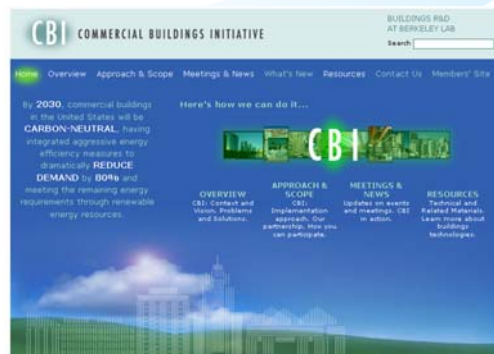 CBI COMMERCIAL BUILDINGS INITIATIVE
BUILDINGS R&D
AT BERKELEY LAB
Search
Home Overview Approach & Scope Meetings & News What's New Resources Contact Us Members' Site
By 2030, commercial buildings
in the United States will be
CARBON-NEUTRAL, having
integrated aggressive energy
efficiency measures to
dramatically REDUCE
DEMAND by 80% and
meeting the remaining energy
requirements through renewable
energy resources.
Here's how we can do it...
CBI
OVERVIEW
CBI: Context and
Vision. Problems
and Solutions.
APPROACH &
SCOPE
CBI:
Implementation
approach. Our
partnership. How you
can participate.
MEETINGS &
NEWS
Updates on events
and meetings. CBI
in action.
RESOURCES
Technical and
Related Materials.
Learn more about
buildings
technologies.